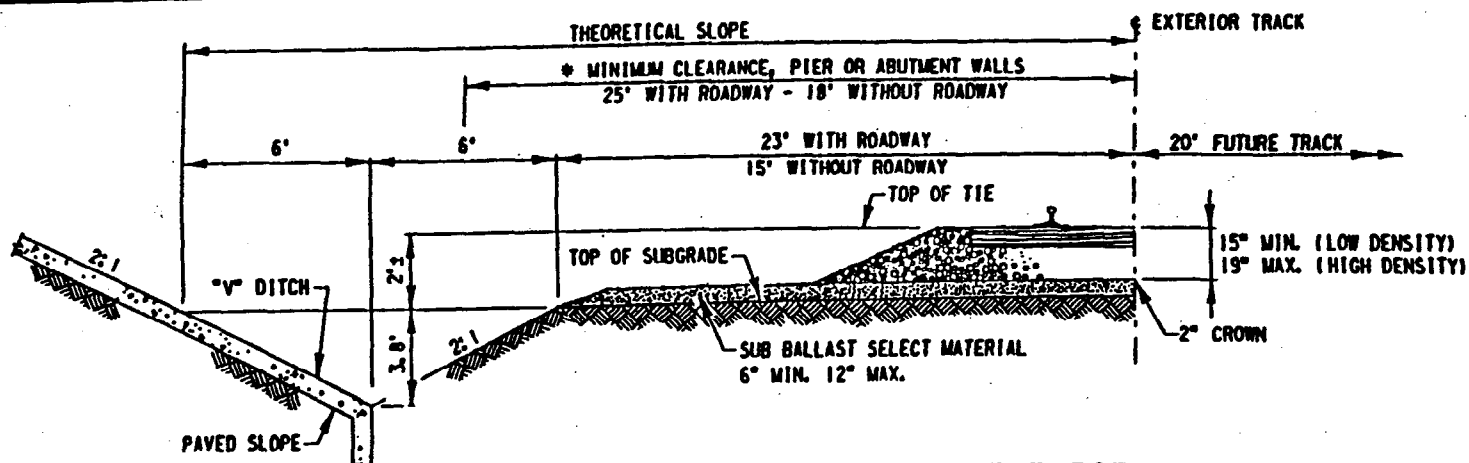 ℄ EXTERIOR TRACK
THEORETICAL SLOPE
* MINIMUM CLEARANCE, PIER OR ABUTMENT WALLS
25' WITH ROADWAY - 18' WITHOUT ROADWAY
6'
6'
23' WITH ROADWAY
15' WITHOUT ROADWAY
20' FUTURE TRACK
TOP OF TIE
2:1
2'±
TOP OF SUBGRADE
15" MIN. (LOW DENSITY)
19" MAX. (HIGH DENSITY)
"V" DITCH
2:1
2" CROWN
SUB BALLAST SELECT MATERIAL
6" MIN. 12" MAX.
PAVED SLOPE